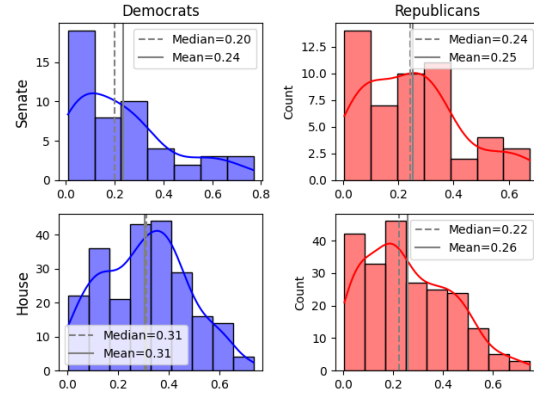 Democrats
Republicans
Senate
15
10
5
0
Median=0.20
Mean=0.24
0.0 0.2 0.4 0.6 0.8
Count
12.5
10.0
7.5
5.0
2.5
0.0
Median=0.24
Mean=0.25
0.0 0.2 0.4 0.6
House
40
30
20
10
0
Median=0.31
Mean=0.31
0.0 0.2 0.4 0.6
Count
40
30
20
10
0
Median=0.22
Mean=0.26
0.0 0.2 0.4 0.6